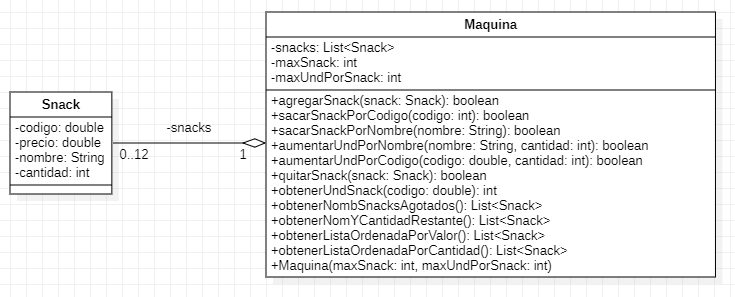 Maquina
-snacks: List<Snack>
-maxSnack: int
-maxUndPorSnack: int
+agregarSnack(snack: Snack): boolean
+sacarSnackPorCodigo(codigo: int): boolean
+sacarSnackPorNombre(nombre: String): boolean
+aumentarUndPorNombre(nombre: String, cantidad: int): boolean
+aumentarUndPorCodigo(codigo: double, cantidad: int): boolean
+quitarSnack(snack: Snack): boolean
+obtenerUndSnack(codigo: double): int
+obtenerNombSnacksAgotados(): List<Snack>
+obtenerNomYCantidadRestante(): List<Snack>
+obtenerListaOrdenadaPorValor(): List<Snack>
+obtenerListaOrdenadaPorCantidad(): List<Snack>
+Maquina(maxSnack: int, maxUndPorSnack: int)
Snack
-codigo: double
-precio: double
-nombre: String
-cantidad: int
-snacks
0..12
1